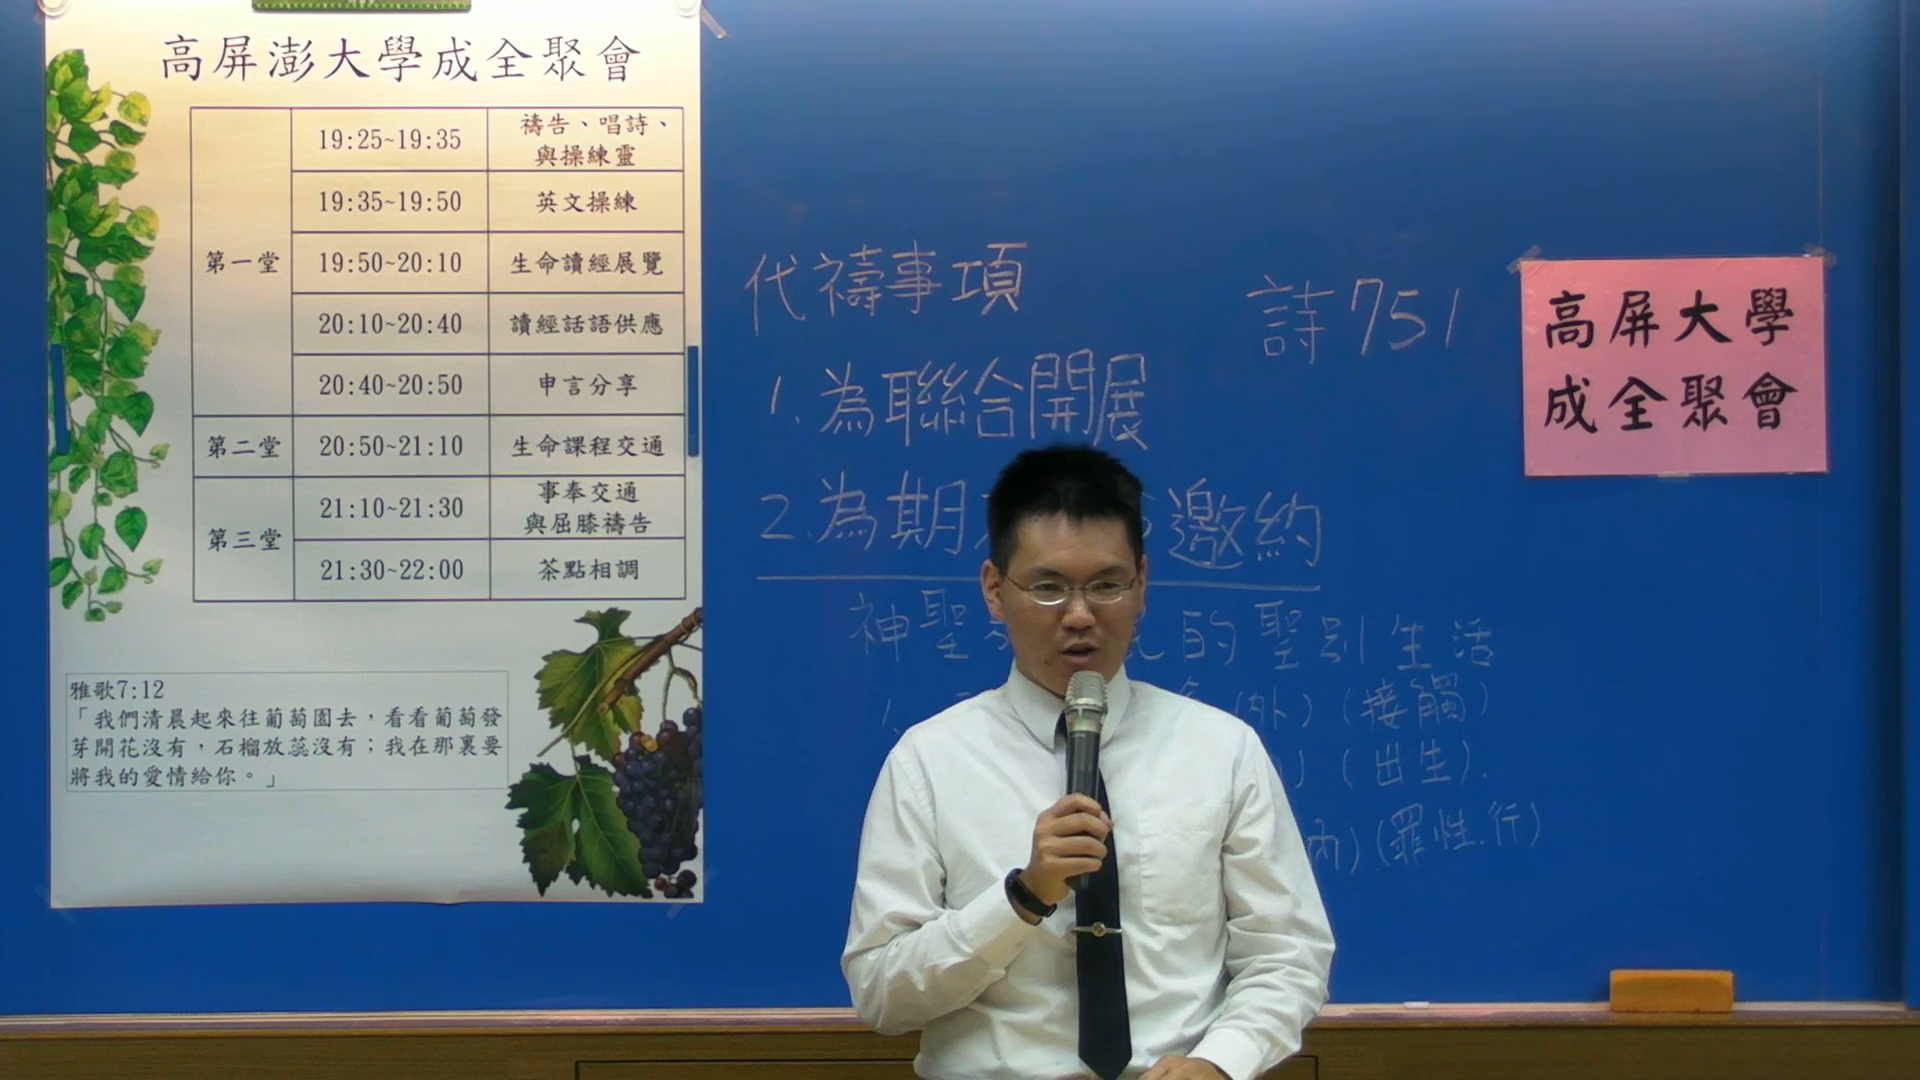 高屏澎大學成全聚會
第一堂
19:25~19:35
禱告、唱詩、
與操練靈
19:35~19:50
英文操練
19:50~20:10
生命讀經展覽
20:10~20:40
讀經話語供應
20:40~20:50
申言分享
第二堂
20:50~21:10
生命課程交通
第三堂
21:10~21:30
事奉交通
與屈膝禱告
21:30~22:00
茶點相調
雅歌7:12
「我們清晨起來往葡萄園去，看看葡萄發
芽開花沒有，石榴放蕊沒有；我在那裏要
將我的愛情給你。」
代禱事項
1.為聯合開展
2.為期 邀約
神聖 的聖別生活
(外)(接觸)
(出生).
內)(罪性.行)
詩751
高屏大學
成全聚會